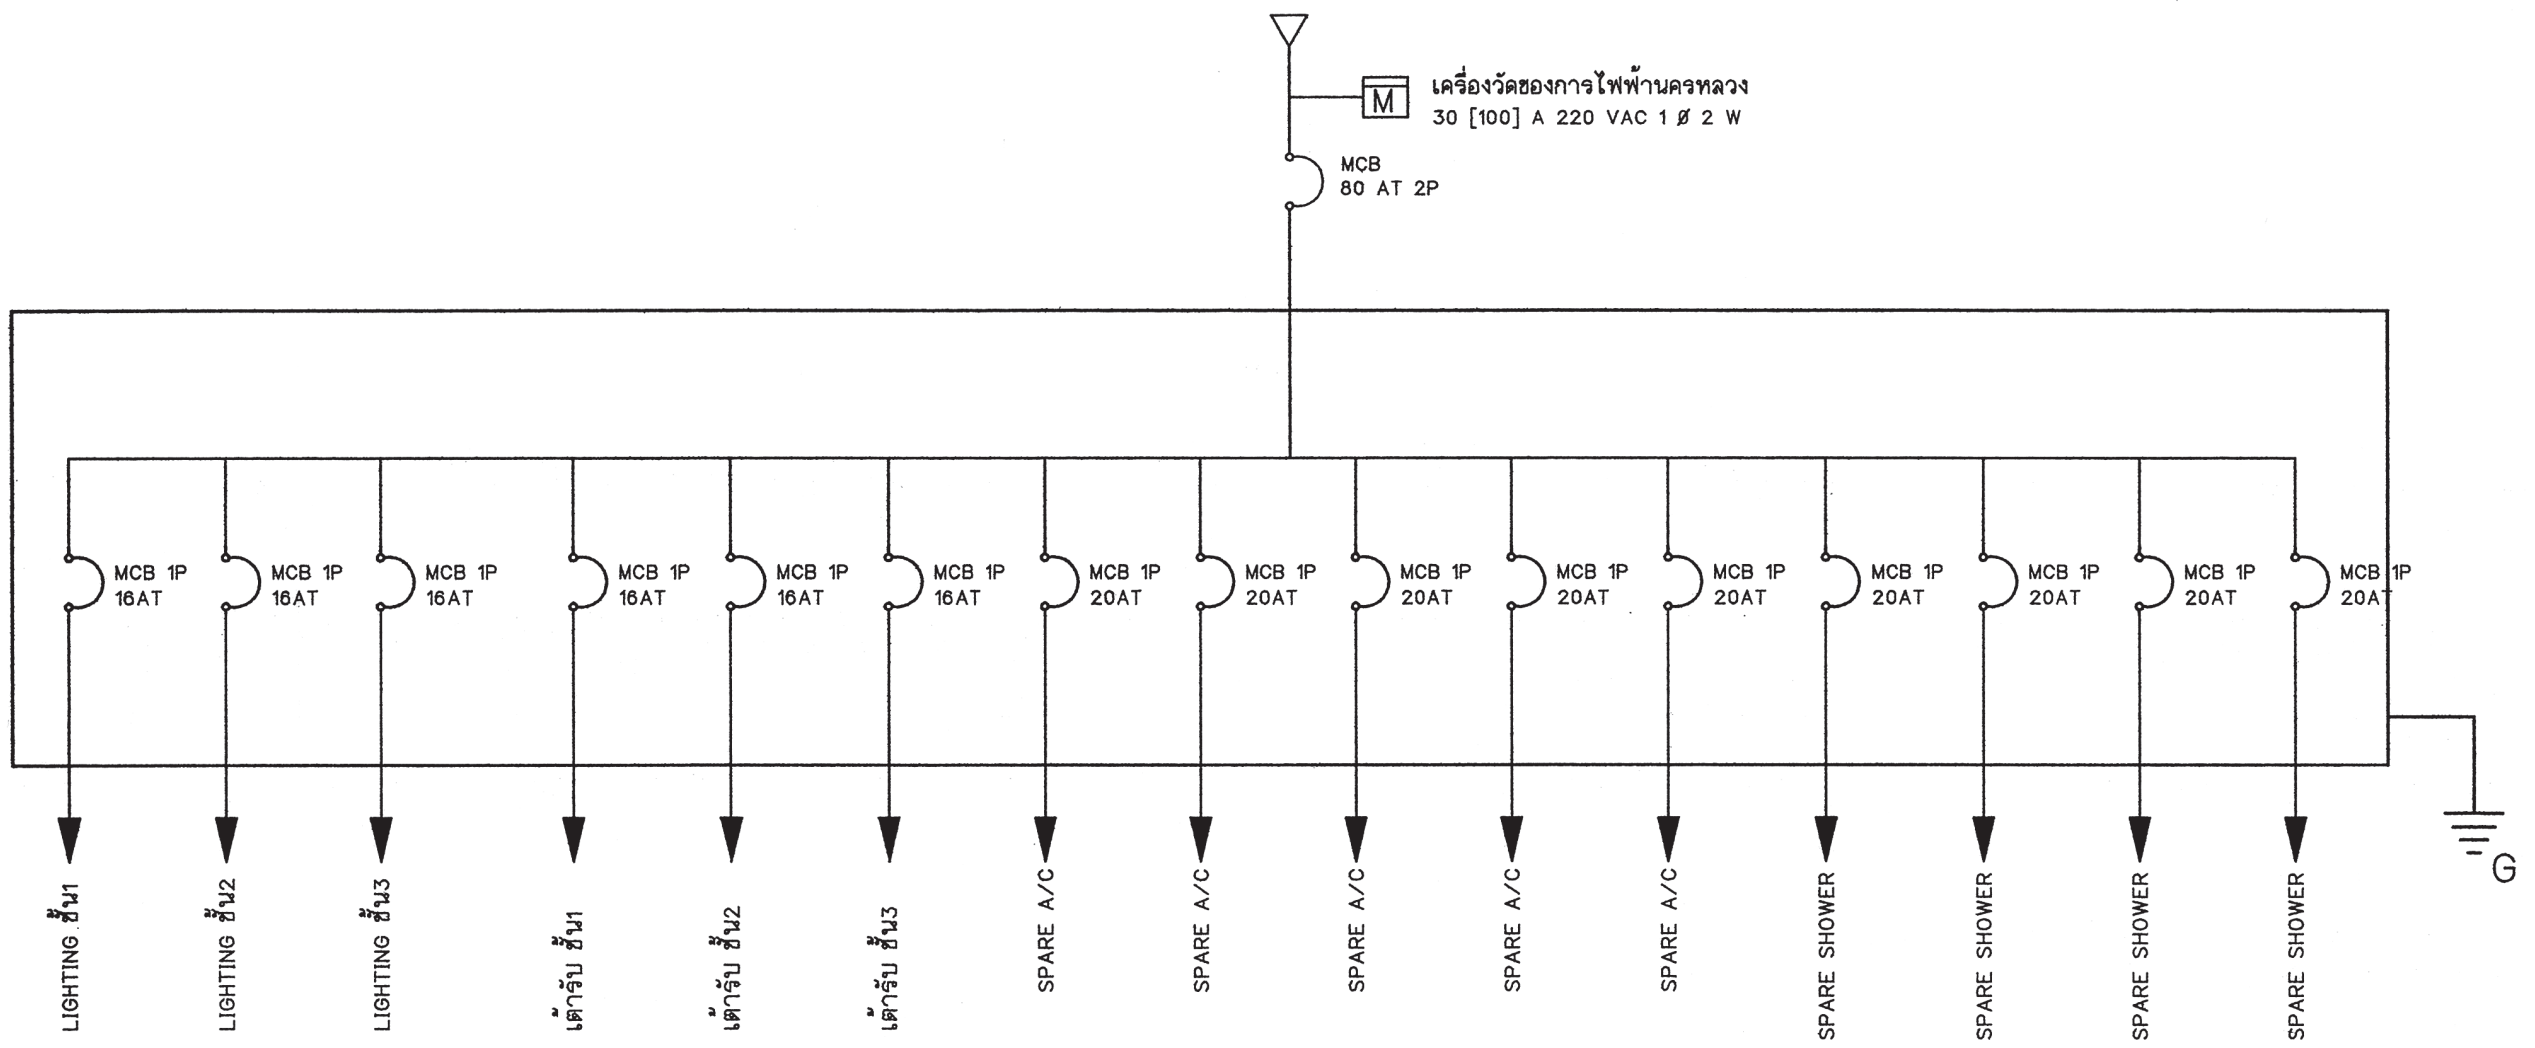 เครื่องวัดของการไฟฟ้านครหลวง
M
30 [100] A 220 VAC 1 Ø 2 W
MCB
80 AT 2P
MCB 1P
16AT
MCB 1P
16AT
MCB 1P
16AT
MCB 1P
16AT
MCB 1P
16AT
MCB 1P
16AT
MCB 1P
20AT
MCB 1P
20AT
MCB 1P
20AT
MCB 1P
20AT
MCB 1P
20AT
MCB 1P
20AT
MCB 1P
20AT
MCB 1P
20AT
MCB 1P
20AT
G
LIGHTING ชั้น1
LIGHTING ชั้น2
LIGHTING ชั้น3
เต้ารับ ชั้น1
เต้ารับ ชั้น2
เต้ารับ ชั้น3
SPARE A/C
SPARE A/C
SPARE A/C
SPARE A/C
SPARE A/C
SPARE SHOWER
SPARE SHOWER
SPARE SHOWER
SPARE SHOWER